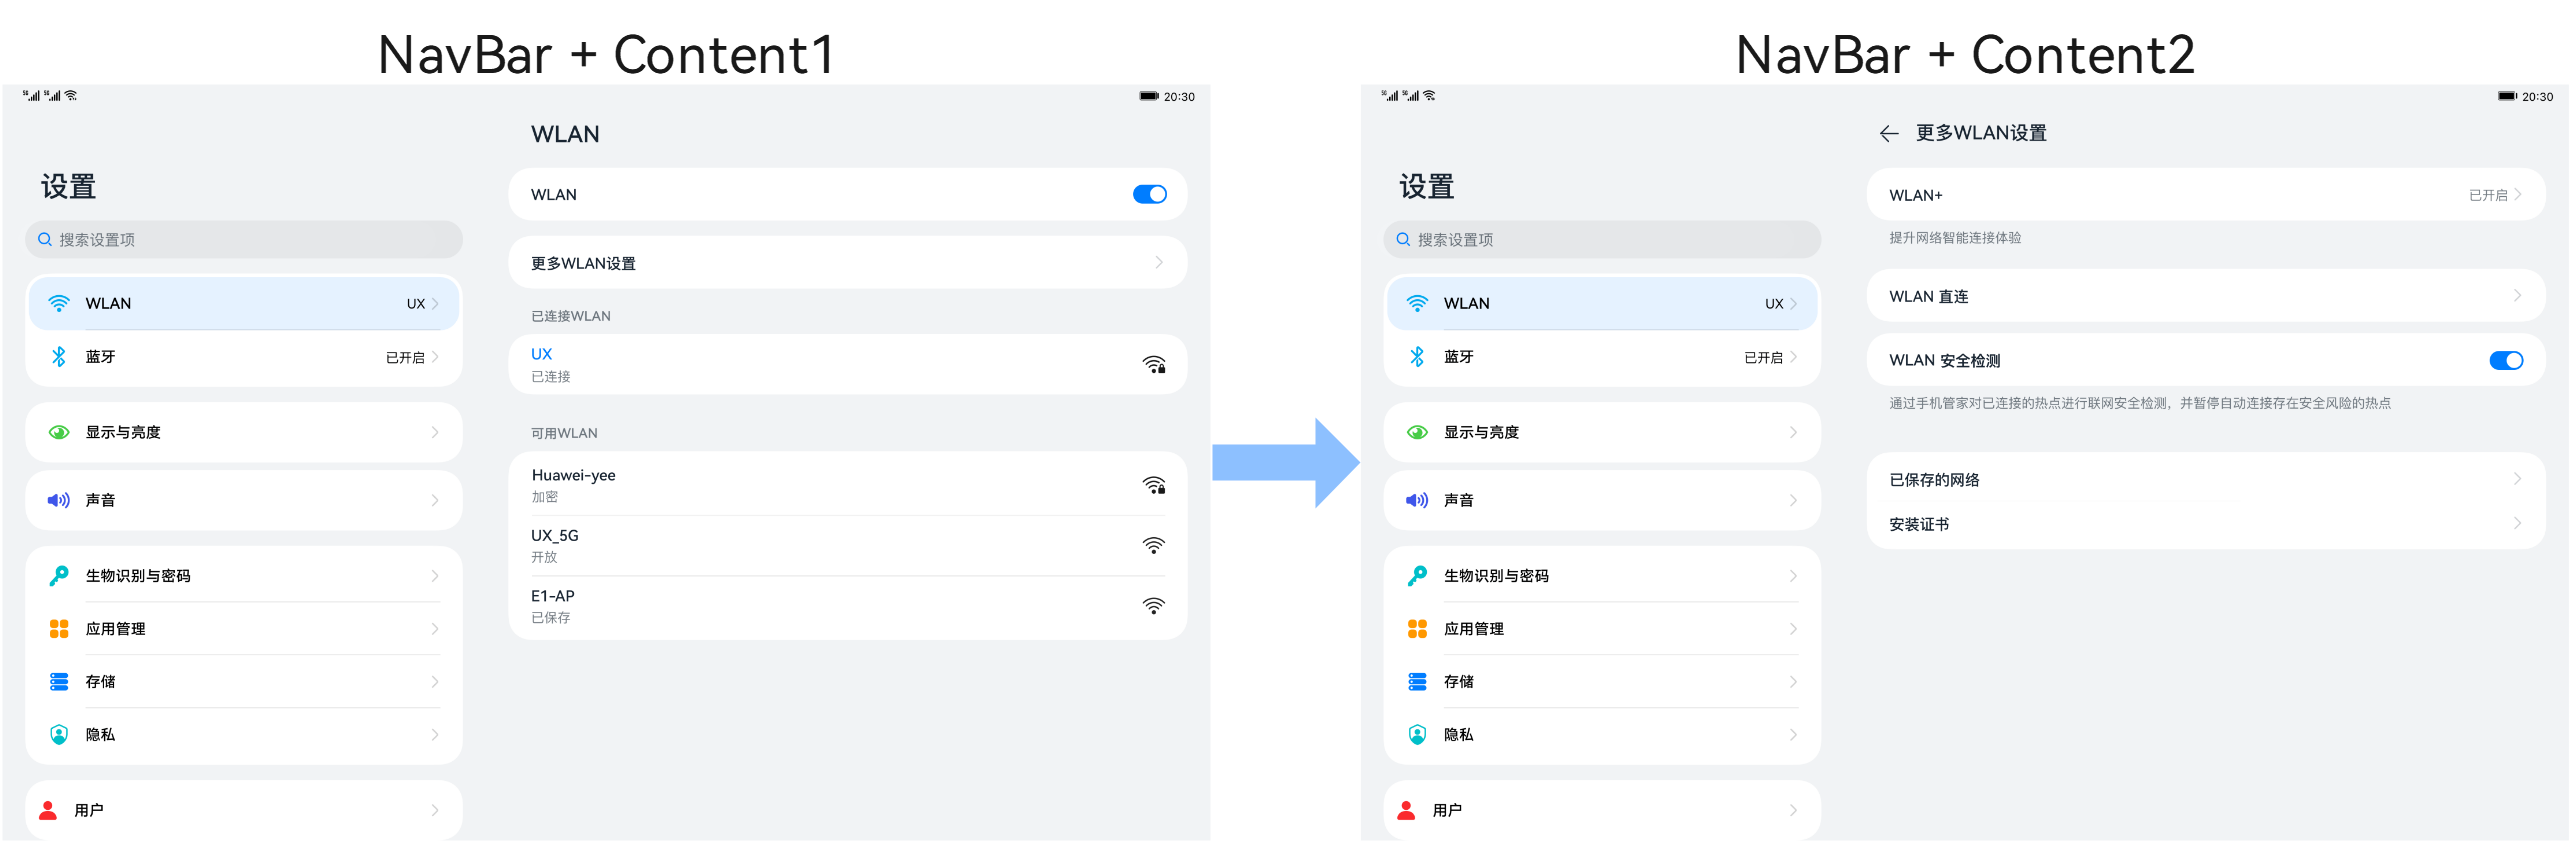 NavBar + Content1
5G 5G 20:30
设置
搜索设置项
WLAN UX
蓝牙 已开启
显示与亮度
声音
生物识别与密码
应用管理
存储
隐私
用户
WLAN
WLAN
更多WLAN设置
已连接WLAN
UX
已连接
可用WLAN
Huawei-yee
加密
UX_5G
开放
E1-AP
已保存
NavBar + Content2
5G 5G 20:30
设置
搜索设置项
WLAN UX
蓝牙 已开启
显示与亮度
声音
生物识别与密码
应用管理
存储
隐私
用户
更多WLAN设置
WLAN+ 已开启
提升网络智能连接体验
WLAN 直连
WLAN 安全检测
通过手机管家对已连接的热点进行联网安全检测，并暂停自动连接存在安全风险的热点
已保存的网络
安装证书